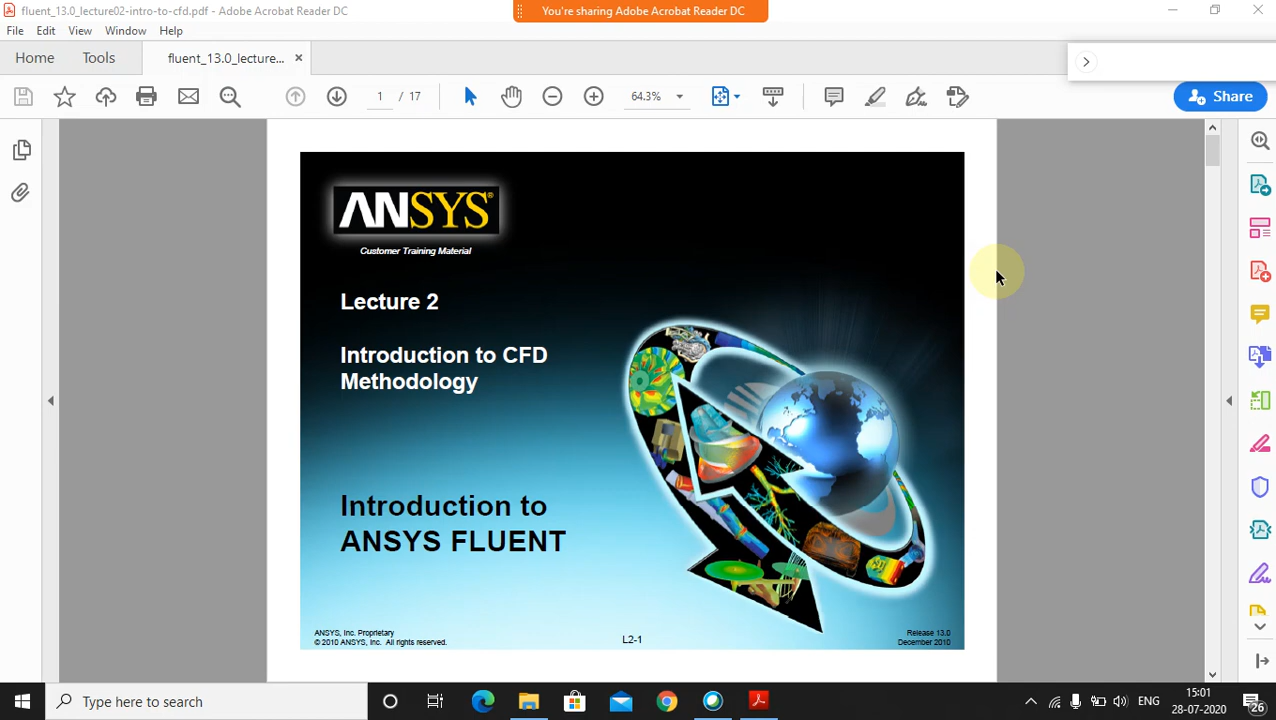 fluent_13.0_lecture02-intro-to-cfd.pdf - Adobe Acrobat Reader DC
You're sharing Adobe Acrobat Reader DC
File Edit View Window Help
Home Tools fluent_13.0_lecture... ×
1 / 17 64.3% Share
ANSYS®
Customer Training Material
Lecture 2
Introduction to CFD
Methodology
Introduction to
ANSYS FLUENT
ANSYS, Inc. Proprietary
© 2010 ANSYS, Inc. All rights reserved.
L2-1
Release 13.0
December 2010
Type here to search
ENG
15:01
28-07-2020
26